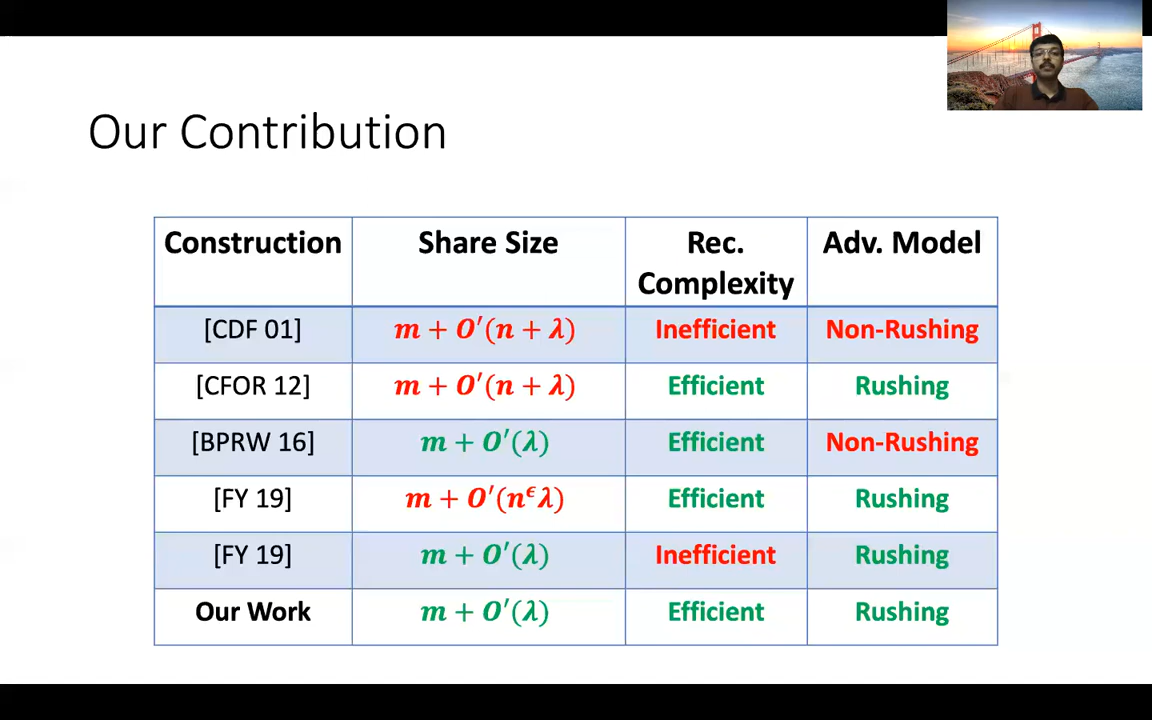 Our Contribution
Construction Share Size Rec. Complexity Adv. Model
[CDF 01] m + O′(n + λ) Inefficient Non-Rushing
[CFOR 12] m + O′(n + λ) Efficient Rushing
[BPRW 16] m + O′(λ) Efficient Non-Rushing
[FY 19] m + O′(n^ϵ λ) Efficient Rushing
[FY 19] m + O′(λ) Inefficient Rushing
Our Work m + O′(λ) Efficient Rushing